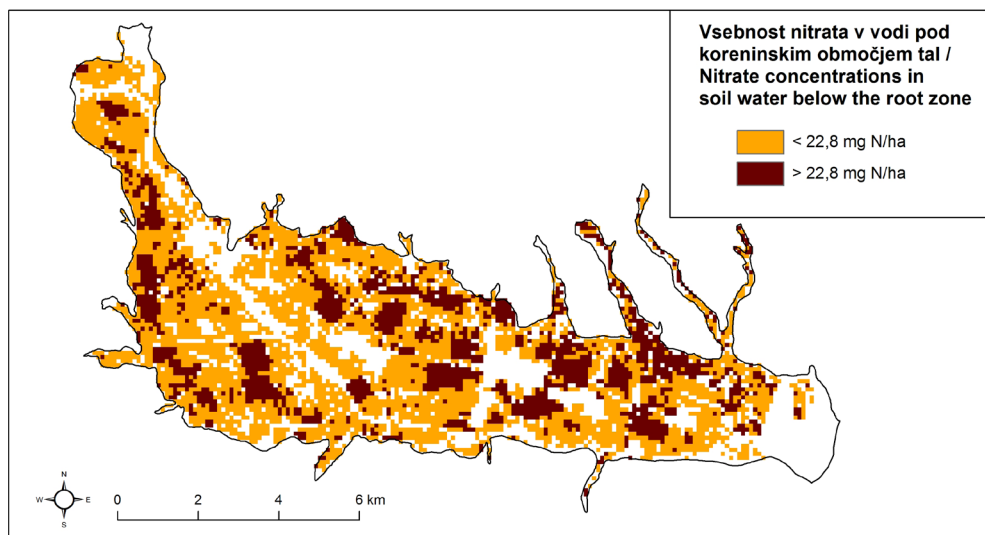 Vsebnost nitrata v vodi pod
koreninskim območjem tal /
Nitrate concentrations in
soil water below the root zone
< 22,8 mg N/ha
> 22,8 mg N/ha
N
W E
S
0 2 4 6 km